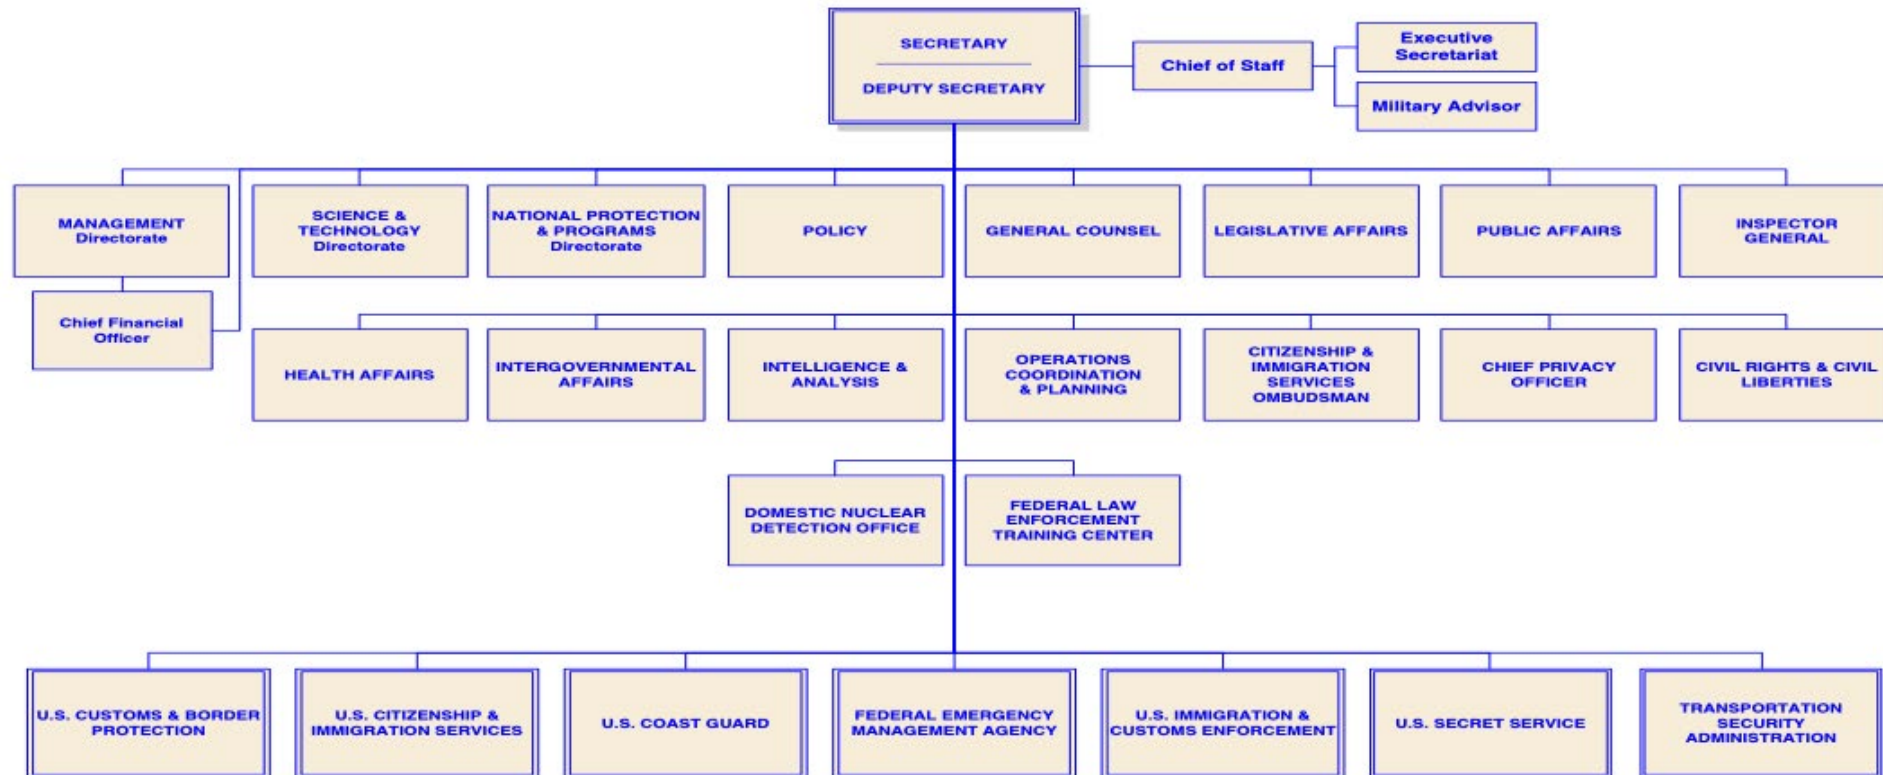 SECRETARY
DEPUTY SECRETARY
Chief of Staff
Executive
Secretariat
Military Advisor
MANAGEMENT
Directorate
SCIENCE &
TECHNOLOGY
Directorate
NATIONAL PROTECTION
& PROGRAMS
Directorate
POLICY
GENERAL COUNSEL
LEGISLATIVE AFFAIRS
PUBLIC AFFAIRS
INSPECTOR
GENERAL
Chief Financial
Officer
HEALTH AFFAIRS
INTERGOVERNMENTAL
AFFAIRS
INTELLIGENCE &
ANALYSIS
OPERATIONS
COORDINATION
& PLANNING
CITIZENSHIP &
IMMIGRATION
SERVICES
OMBUDSMAN
CHIEF PRIVACY
OFFICER
CIVIL RIGHTS & CIVIL
LIBERTIES
DOMESTIC NUCLEAR
DETECTION OFFICE
FEDERAL LAW
ENFORCEMENT
TRAINING CENTER
U.S. CUSTOMS & BORDER
PROTECTION
U.S. CITIZENSHIP &
IMMIGRATION SERVICES
U.S. COAST GUARD
FEDERAL EMERGENCY
MANAGEMENT AGENCY
U.S. IMMIGRATION &
CUSTOMS ENFORCEMENT
U.S. SECRET SERVICE
TRANSPORTATION
SECURITY
ADMINISTRATION